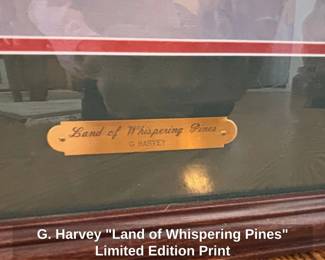 Land of Whispering Pines
G. HARVEY
G. Harvey "Land of Whispering Pines"
Limited Edition Print